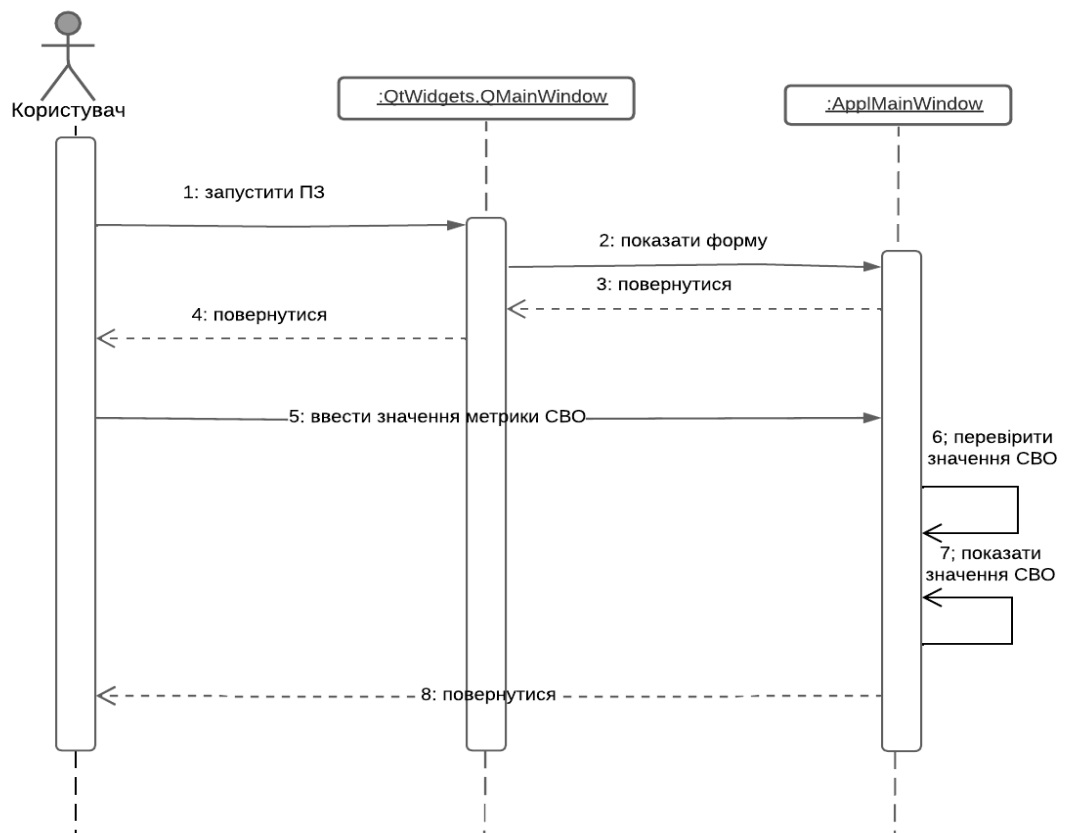 Користувач
:QtWidgets.QMainWindow
:ApplMainWindow
1: запустити ПЗ
2: показати форму
3: повернутися
4: повернутися
5: ввести значення метрики СВО
6; перевірити
значення СВО
7; показати
значення СВО
8: повернутися